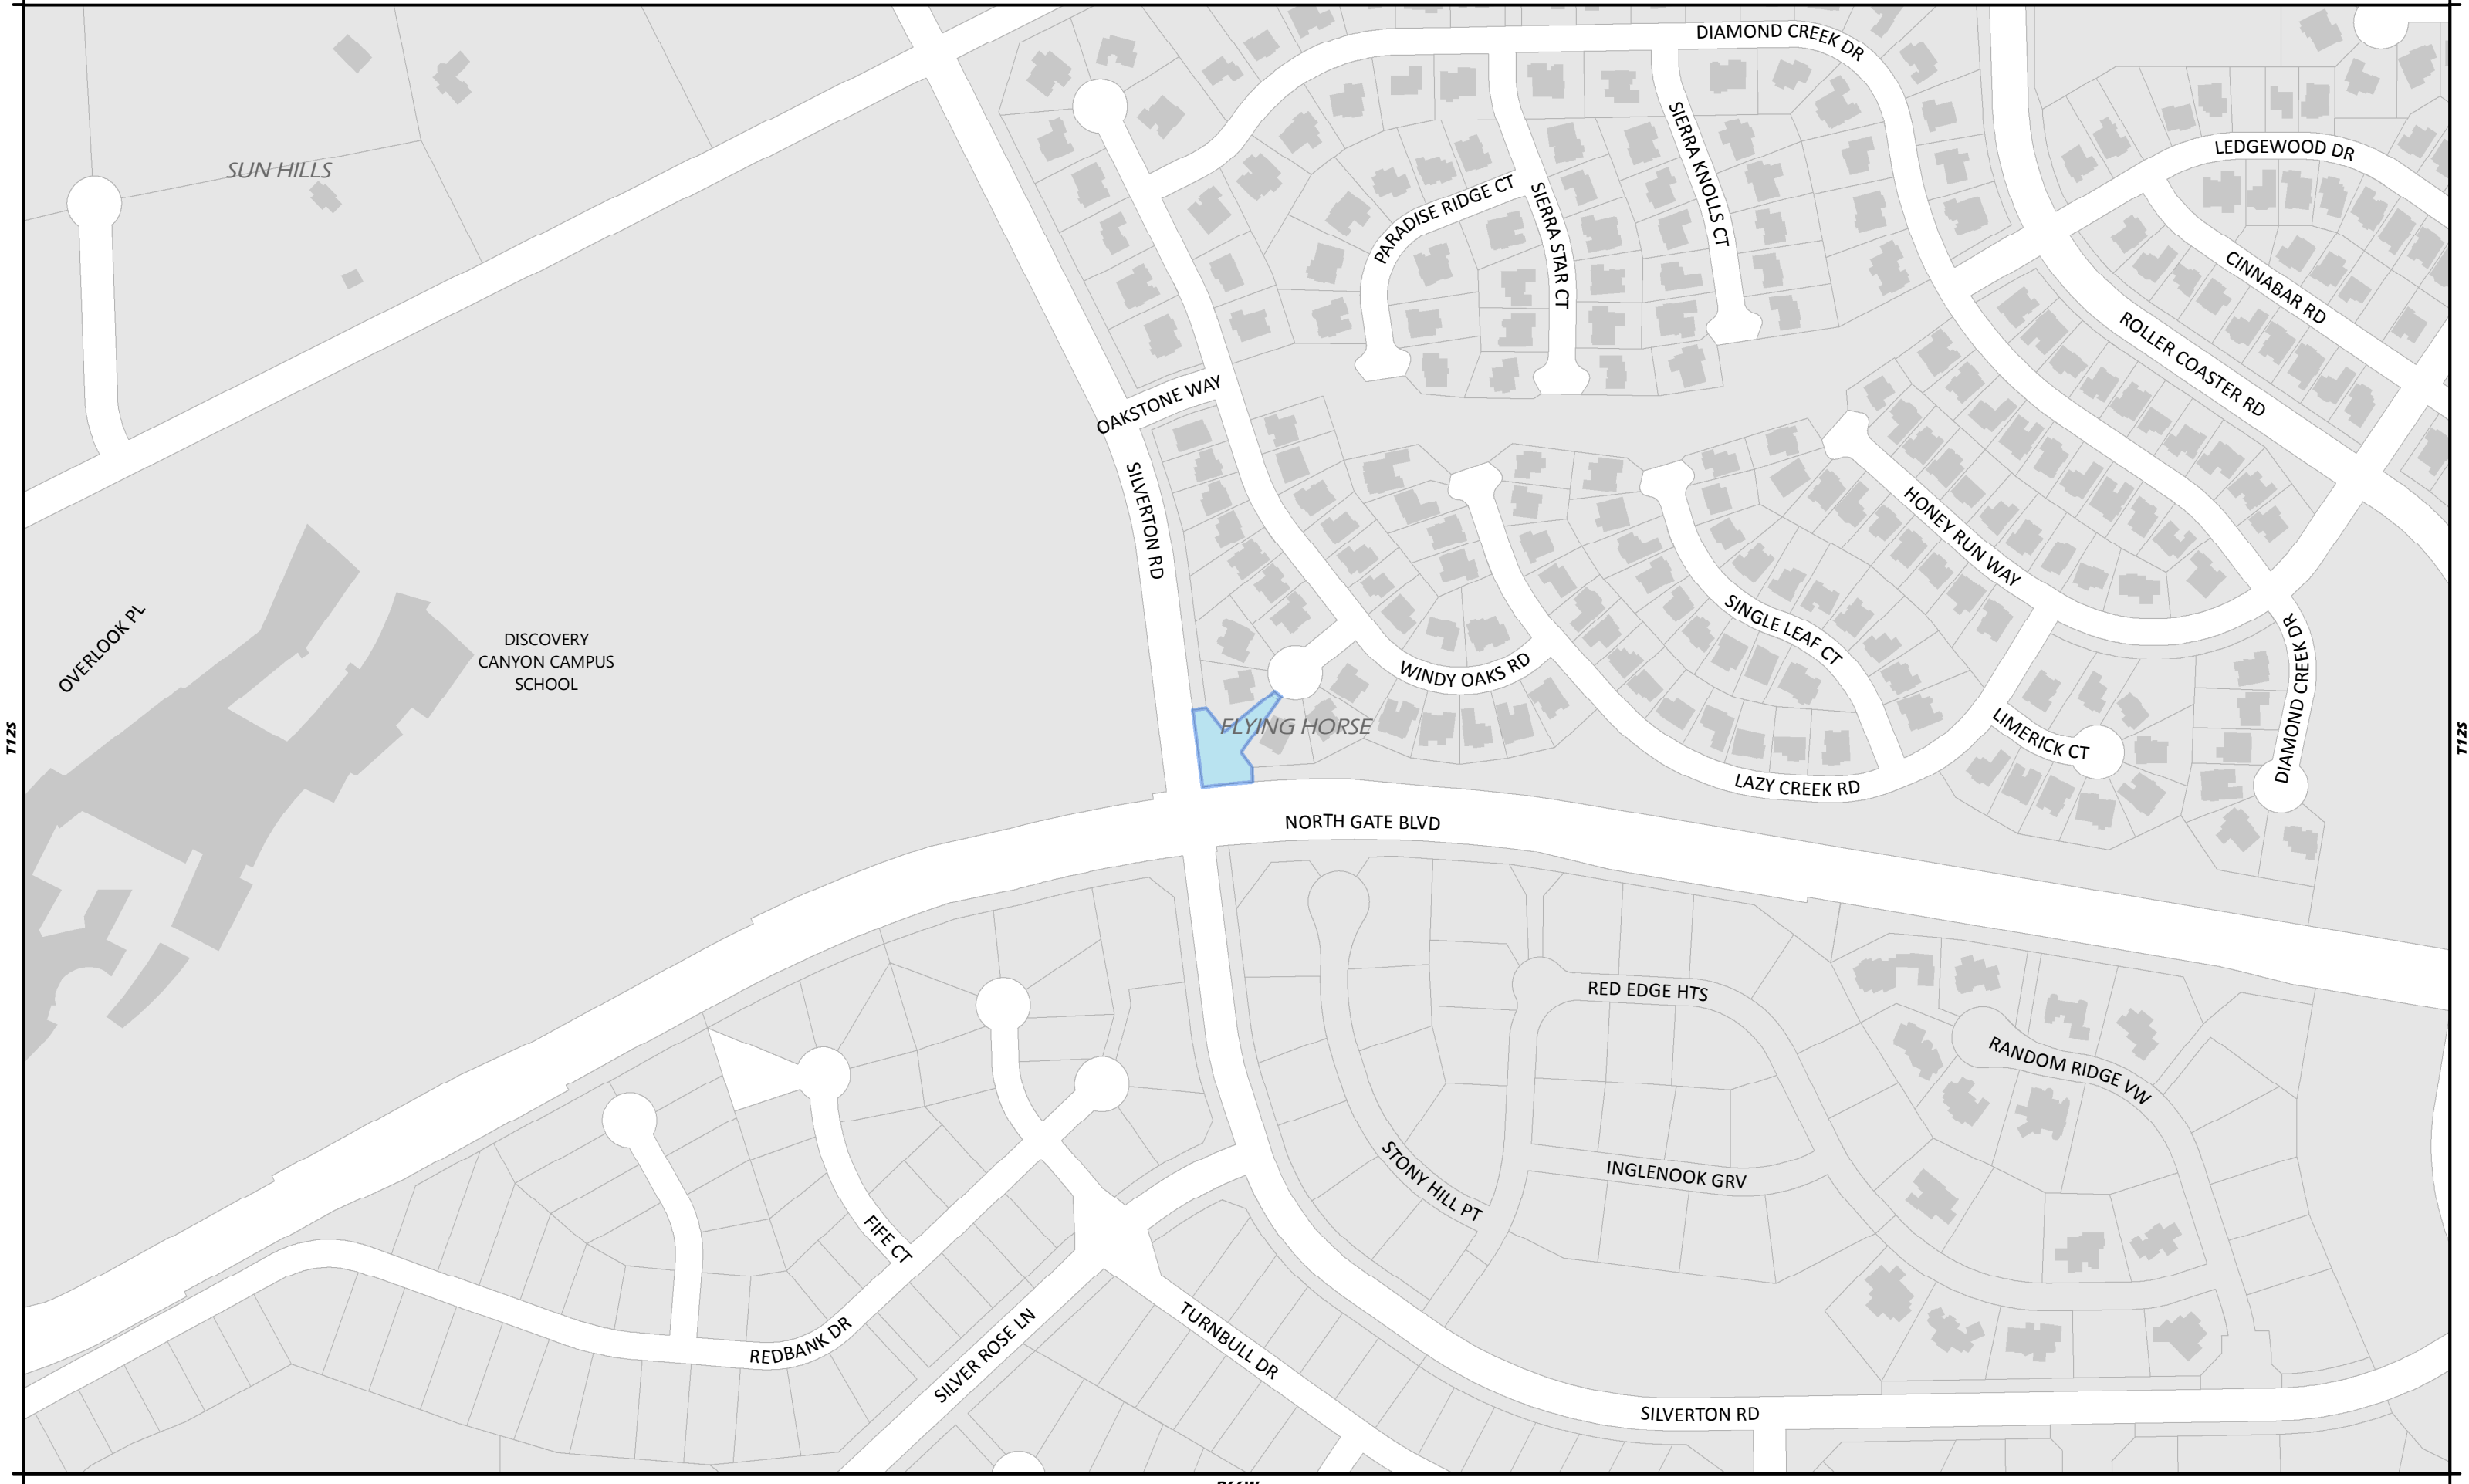 DIAMOND CREEK DR
LEDGEWOOD DR
SUN HILLS
SIERRA KNOLLS CT
PARADISE RIDGE CT
SIERRA STAR CT
CINNABAR RD
ROLLER COASTER RD
OAKSTONE WAY
SILVERTON RD
HONEY RUN WAY
OVERLOOK PL
DISCOVERY
CANYON CAMPUS
SCHOOL
SINGLE LEAF CT
WINDY OAKS RD
DIAMOND CREEK DR
FLYING HORSE
LIMERICK CT
T12S
T12S
LAZY CREEK RD
NORTH GATE BLVD
RED EDGE HTS
RANDOM RIDGE VW
STONY HILL PT
INGLENOOK GRV
FIFE CT
REDBANK DR
SILVER ROSE LN
TURNBULL DR
SILVERTON RD